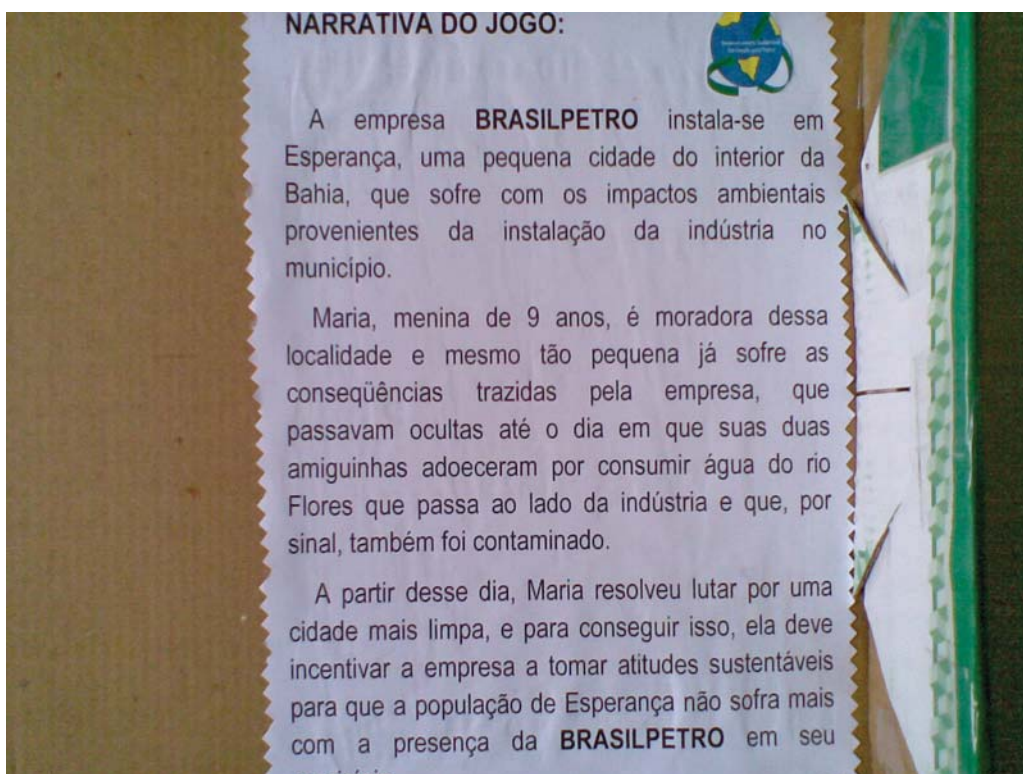 NARRATIVA DO JOGO:
A empresa BRASILPETRO instala-se em
Esperança, uma pequena cidade do interior da
Bahia, que sofre com os impactos ambientais
provenientes da instalação da indústria no
município.
Maria, menina de 9 anos, é moradora dessa
localidade e mesmo tão pequena já sofre as
conseqüências trazidas pela empresa, que
passavam ocultas até o dia em que suas duas
amiguinhas adoeceram por consumir água do rio
Flores que passa ao lado da indústria e que, por
sinal, também foi contaminado.
A partir desse dia, Maria resolveu lutar por uma
cidade mais limpa, e para conseguir isso, ela deve
incentivar a empresa a tomar atitudes sustentáveis
para que a população de Esperança não sofra mais
com a presença da BRASILPETRO em seu